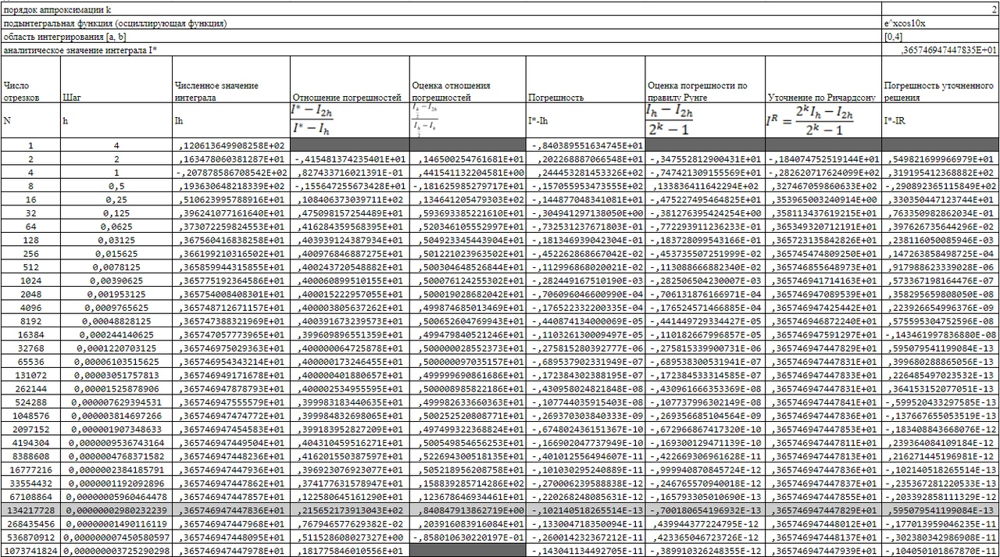 порядок аппроксимации k 2
подынтегральная функция (осциллирующая функция) e^xcos10x
область интегрирования [a, b] [0,4]
аналитическое значение интеграла I* ,365746947447835E+01
Число отрезков Шаг Численное значение интеграла Отношение погрешностей Оценка отношения погрешностей Погрешность Оценка погрешности по правилу Рунге Уточнение по Ричардсону Погрешность уточненного решения
N h Ih (I* − I_2h)/(I* − I_h) (I_h/2 − I_2h)/(I_h/2 − I_h) I*-Ih (I_h − I_2h)/(2^k − 1) I^R = (2^k I_h − I_2h)/(2^k − 1) I*-IR
1 4 ,120613649908258E+02 -,840389551634745E+01
2 2 ,163478060381287E+01 -,415481374235401E+01 ,146500254761681E+01 ,202268887066548E+01 -,347552812900431E+01 -,184074752519144E+01 ,549821699966979E+01
4 1 -,207878586708542E+02 ,827433716021391E-01 ,441541132204581E+00 ,244453281453326E+02 -,747421309155569E+01 -,282620717624099E+02 ,319195412368882E+02
8 0,5 ,193630648218339E+02 -,155647255673428E+01 -,181625985279717E+01 -,157055953473555E+02 ,133836411642294E+02 ,327467059860633E+02 -,290892365115849E+02
16 0,25 ,510623995788916E+01 ,108406373039711E+02 ,134641205479303E+02 -,144877048341081E+01 -,475227495464825E+01 ,353965003240914E+00 ,330350447123744E+01
32 0,125 ,396241077161640E+01 ,475098157254489E+01 ,593693385221610E+01 -,304941297138050E+00 -,381276395424254E+00 ,358113437619215E+01 ,763350982862034E-01
64 0,0625 ,373072259824553E+01 ,416284359568395E+01 ,520346105552997E+01 -,732531237671803E-01 -,772293911236233E-01 ,365349320712191E+01 ,397626735644296E-02
128 0,03125 ,367560416838258E+01 ,403939124387934E+01 ,504923345443904E+01 -,181346939042304E-01 -,183728099543166E-01 ,365723135842826E+01 ,238116050085946E-03
256 0,015625 ,366199210316502E+01 ,400976846887275E+01 ,501221023963502E+01 -,452262868667042E-02 -,453735507251999E-02 ,365745474809250E+01 ,147263858498725E-04
512 0,0078125 ,365859944315855E+01 ,400243720548882E+01 ,500304648526844E+01 -,112996868020021E-02 -,113088666882340E-02 ,365746855648973E+01 ,917988623339028E-06
1024 0,00390625 ,365775192364586E+01 ,400060899510155E+01 ,500076124255302E+01 -,282449167510190E-03 -,282506504230007E-03 ,365746941714163E+01 ,573367198164476E-07
2048 0,001953125 ,365754008408301E+01 ,400015222957055E+01 ,500019028682042E+01 -,706096046600990E-04 -,706131876166971E-04 ,365746947089539E+01 ,358295659808050E-08
4096 0,0009765625 ,365748712671157E+01 ,400003805637262E+01 ,499874685013469E+01 -,176522332200335E-04 -,176524571466885E-04 ,365746947425442E+01 ,223926654996376E-09
8192 0,00048828125 ,365747388321969E+01 ,400391673239573E+01 ,500652604769943E+01 -,440874134000069E-05 -,441449729334427E-05 ,365746946872240E+01 ,575595304752596E-08
16384 0,000244140625 ,365747057773965E+01 ,399609896551359E+01 ,499479840521246E+01 -,110326130009497E-05 -,110182667996857E-05 ,365746947591297E+01 -,143461997836880E-08
32768 0,0001220703125 ,365746975029363E+01 ,400000064725878E+01 ,500000028552373E+01 -,275815280392777E-06 -,275815339900731E-06 ,365746947447829E+01 ,595079541199084E-13
65536 0,00006103515625 ,365746954343214E+01 ,400000173246455E+01 ,500000097035157E+01 -,689537902331949E-07 -,689538300531941E-07 ,365746947447831E+01 ,399680288865056E-13
131072 0,00003051757813 ,365746949171678E+01 ,400000401880657E+01 ,499999690861686E+01 -,172384302388195E-07 -,172384533314585E-07 ,365746947447833E+01 ,226485497023532E-13
262144 0,00001525878906 ,365746947878793E+01 ,400002534955595E+01 ,500008985822186E+01 -,430958024821848E-08 -,430961666353369E-08 ,365746947447831E+01 ,364153152077051E-13
524288 0,000007629394531 ,365746947555579E+01 ,399983183440635E+01 ,499982633660363E+01 -,107744035915403E-08 -,107737996302149E-08 ,365746947447841E+01 -,599520433297585E-13
1048576 0,000003814697266 ,365746947474772E+01 ,399984832698065E+01 ,500252520808771E+01 -,269370303840333E-09 -,269356685104564E-09 ,365746947447837E+01 -,137667655053519E-13
2097152 0,000001907348633 ,365746947454583E+01 ,399183952827209E+01 ,497499322368824E+01 -,674802436151367E-10 -,672966867417320E-10 ,365746947447853E+01 -,183408843668076E-12
4194304 0,0000009536743164 ,365746947449504E+01 ,404310459516271E+01 ,500549854656253E+01 -,166902047737949E-10 -,169300129471139E-10 ,365746947447811E+01 ,239364084109184E-12
8388608 0,0000004768371582 ,365746947448236E+01 ,416201550387597E+01 ,522694300518135E+01 -,401012556494607E-11 -,422669306961628E-11 ,365746947447813E+01 ,216271445196981E-12
16777216 0,0000002384185791 ,365746947447936E+01 ,396923076923077E+01 ,505218956208758E+01 -,101030295240889E-11 -,999940870845724E-12 ,365746947447836E+01 -,102140518265514E-13
33554432 0,0000001192092896 ,365746947447862E+01 ,374177631578947E+01 ,158839285714286E+02 -,270006239588838E-12 -,246765570940018E-12 ,365746947447837E+01 -,235367281220533E-13
67108864 0,00000005960464478 ,365746947447857E+01 ,122580645161290E+01 ,123678646934461E+01 -,220268248085631E-12 -,165793305010690E-13 ,365746947447855E+01 -,203392858111329E-12
134217728 0,00000002980232239 ,365746947447836E+01 ,215652173913043E+02 ,840847913862719E+00 -,102140518265514E-13 -,700180654196932E-13 ,365746947447829E+01 ,595079541199084E-13
268435456 0,00000001490116119 ,365746947447968E+01 ,767946577629382E-02 ,203916083916084E+01 -,133004718350094E-11 ,439944377224795E-12 ,365746947448012E+01 -,177013959046235E-11
536870912 0,000000007450580597 ,365746947448095E+01 ,511528608027327E+00 -,858010630220197E-01 -,260014232367212E-11 ,423365046723726E-12 ,365746947448137E+01 -,302380342986908E-11
1073741824 0,000000003725290298 ,365746947447978E+01 ,181775846010556E+01 -,143041134492705E-11 -,389910326248355E-12 ,365746947447939E+01 -,104050101867870E-11